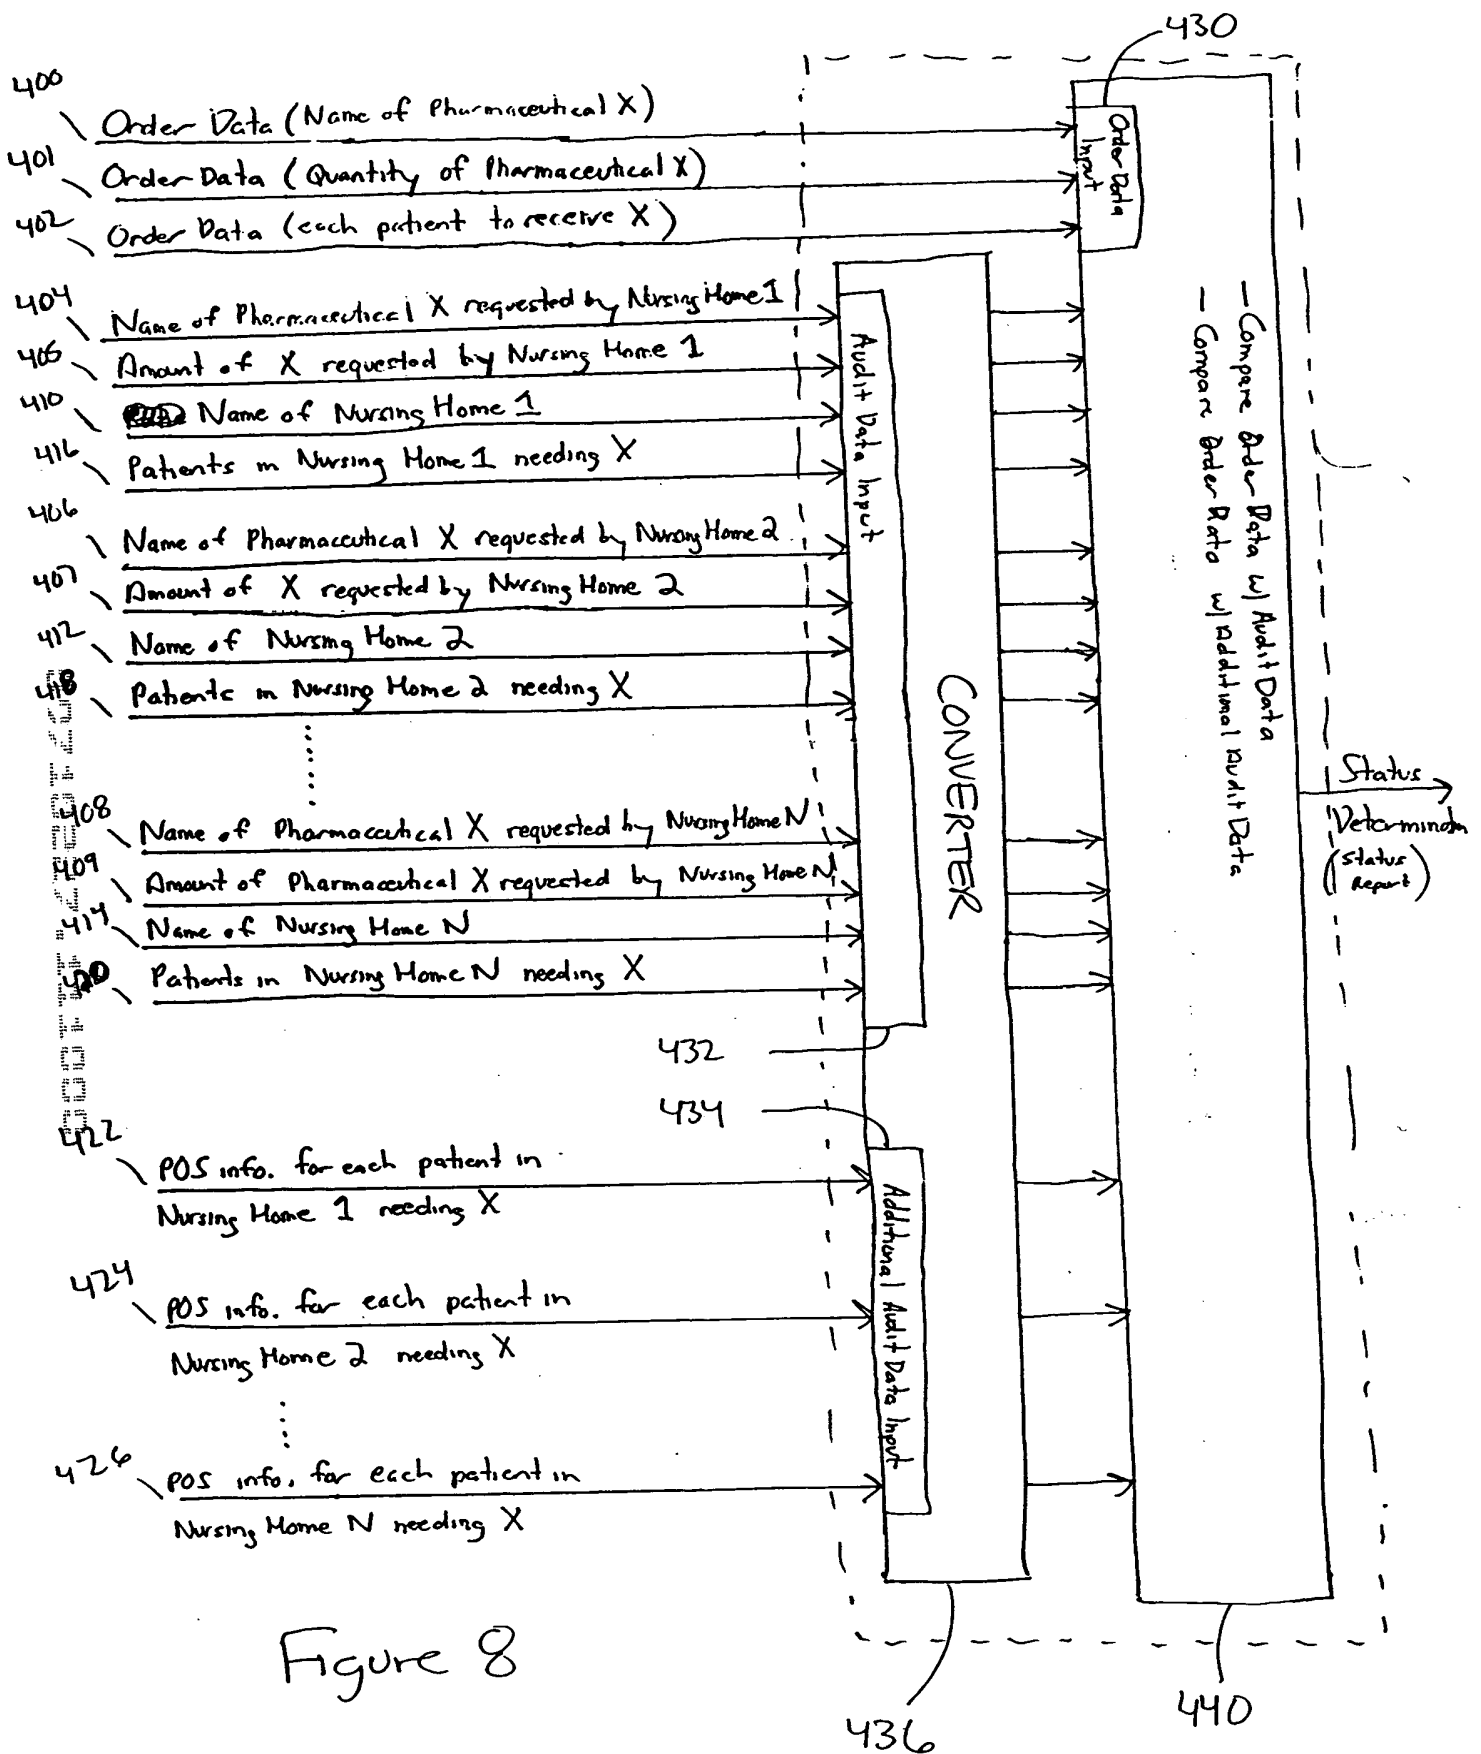 430
400
Order Data (Name of Pharmaceutical X)
401
Order Data (Quantity of Pharmaceutical X)
402
Order Data (each patient to receive X)
Order Data
Input
404
Name of Pharmaceutical X requested by Nursing Home 1
405
Amount of X requested by Nursing Home 1
410
Name of Nursing Home 1
416
Patients in Nursing Home 1 needing X
406
Name of Pharmaceutical X requested by Nursing Home 2
407
Amount of X requested by Nursing Home 2
412
Name of Nursing Home 2
418
Patients in Nursing Home 2 needing X
408
Name of Pharmaceutical X requested by Nursing Home N
409
Amount of Pharmaceutical X requested by Nursing Home N
414
Name of Nursing Home N
420
Patients in Nursing Home N needing X
Audit Data Input
CONVERTER
- Compare Order Data w/ Audit Data
- Compare Order Data w/ Additional Audit Data
Status
(Status
Report)
432
434
422
POS info. for each patient in
Nursing Home 1 needing X
424
POS info. for each patient in
Nursing Home 2 needing X
426
POS info. for each patient in
Nursing Home N needing X
Additional Audit Data Input
Figure 8
436
440